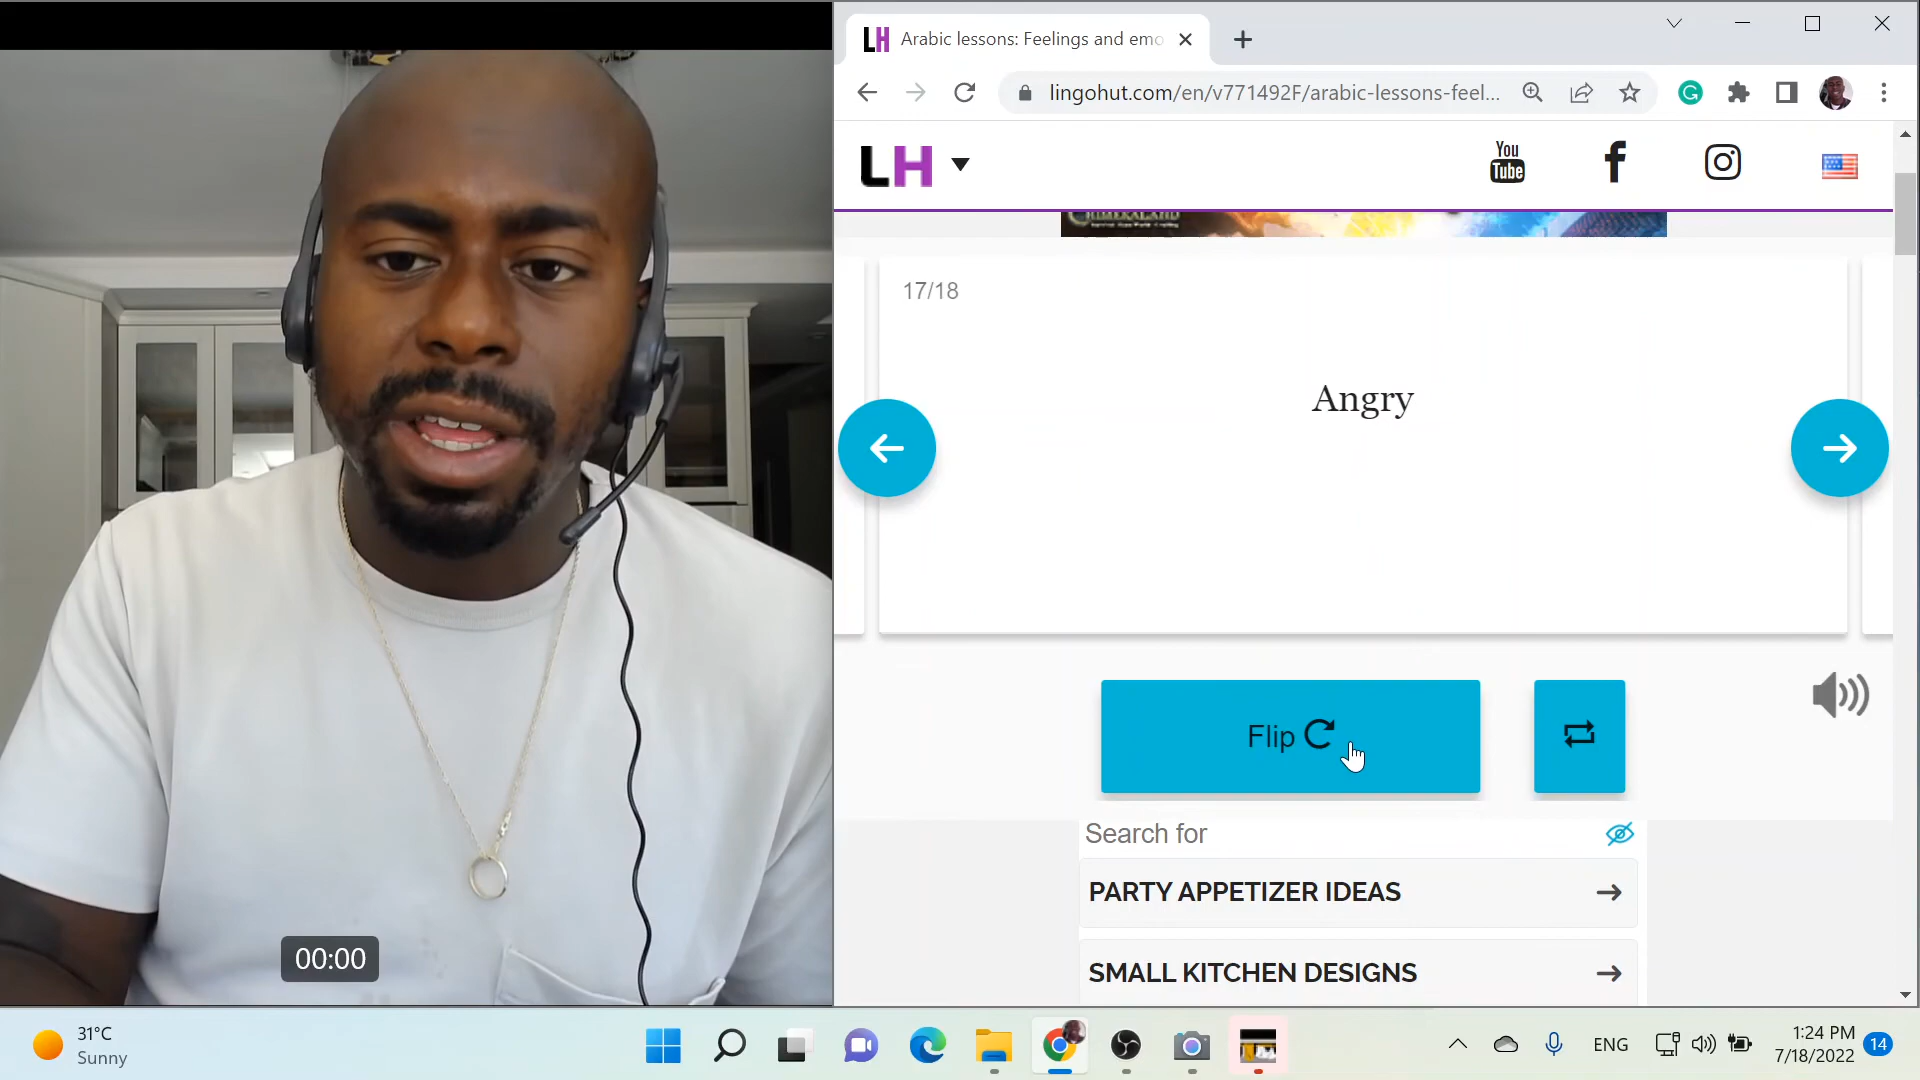 LH Arabic lessons: Feelings and emo
lingohut.com/en/v771492F/arabic-lessons-feel...
LH
You
Tube
17/18
Angry
Flip
Search for
PARTY APPETIZER IDEAS
SMALL KITCHEN DESIGNS
00:00
31°C
Sunny
ENG
1:24 PM
7/18/2022
14